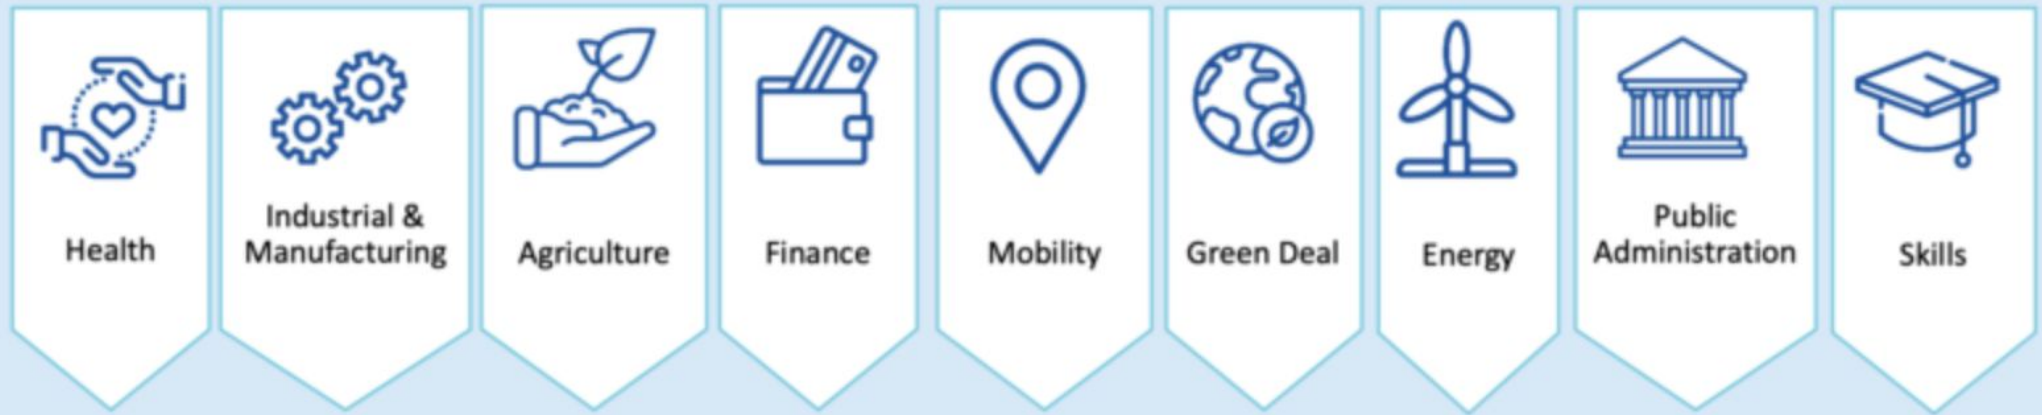 Health
Industrial &
Manufacturing
Agriculture
Finance
Mobility
Green Deal
Energy
Public
Administration
Skills